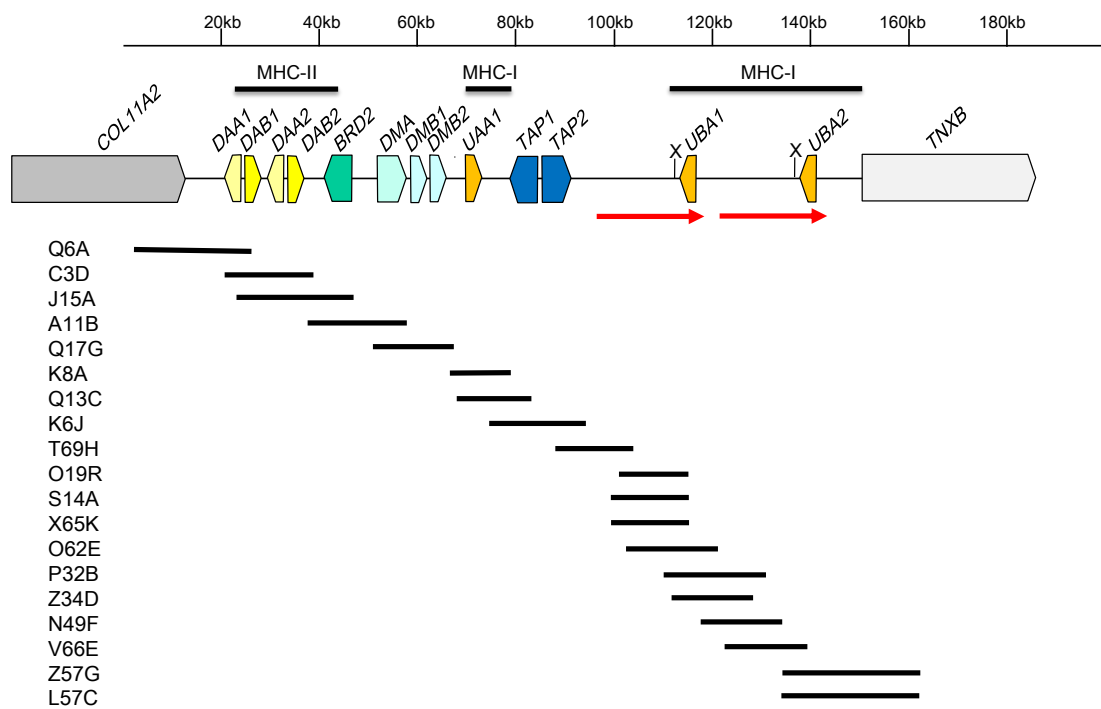 20kb 40kb 60kb 80kb 100kb 120kb 140kb 160kb 180kb
MHC-II MHC-I MHC-I
COL11A2 DAA1 DAB1 DAA2 DAB2 BRD2 DMA DMB1 DMB2 UAA1 TAP1 TAP2 X UBA1 X UBA2 TNXB
Q6A
C3D
J15A
A11B
Q17G
K8A
Q13C
K6J
T69H
O19R
S14A
X65K
O62E
P32B
Z34D
N49F
V66E
Z57G
L57C